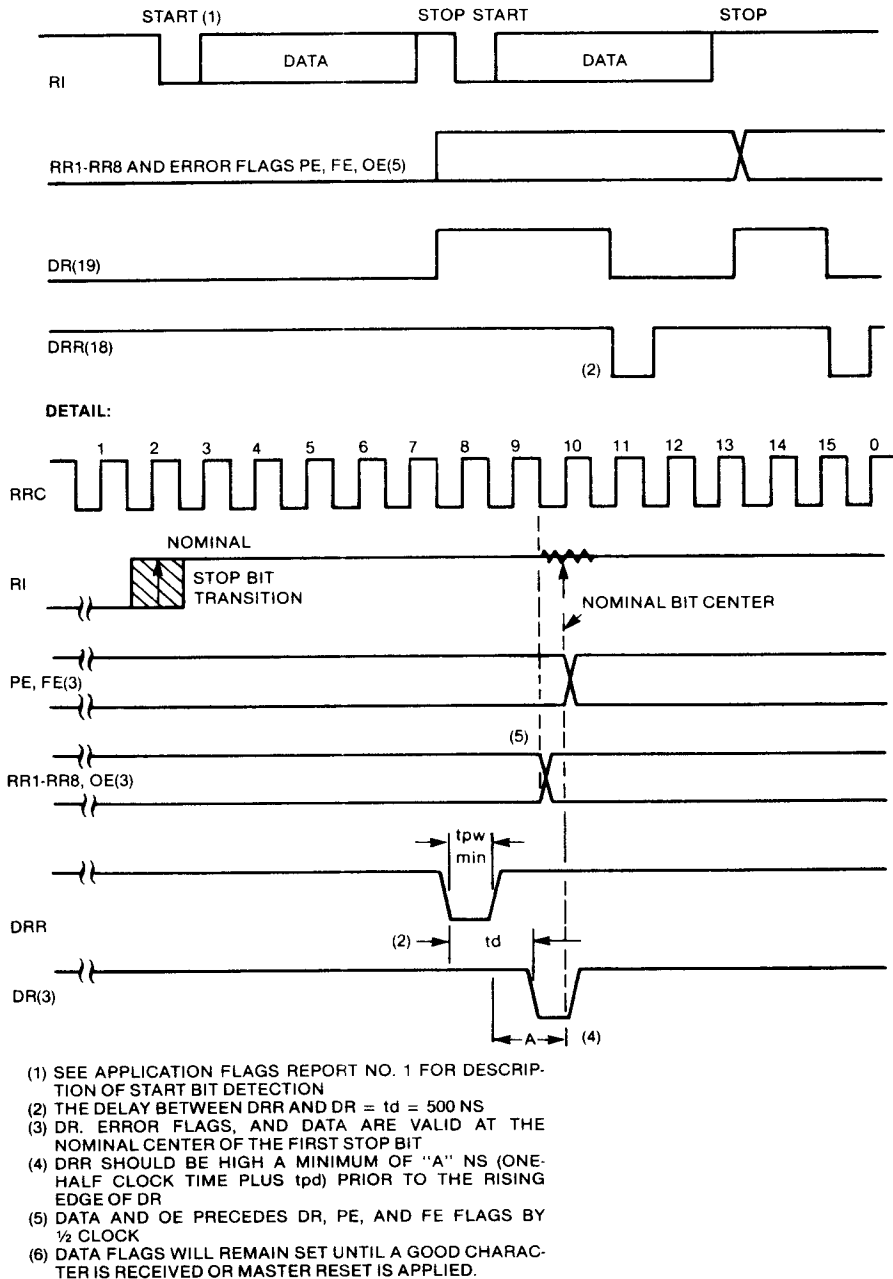 START (1) STOP START STOP
DATA DATA
RI
RR1-RR8 AND ERROR FLAGS PE, FE, OE(5)
DR(19)
DRR(18)
(2)
DETAIL:
1 2 3 4 5 6 7 8 9 10 11 12 13 14 15 0
RRC
NOMINAL
RI
STOP BIT
TRANSITION
NOMINAL BIT CENTER
PE, FE(3)
(5)
RR1-RR8, OE(3)
tpw
min
DRR
(2) td
DR(3)
A (4)
(1) SEE APPLICATION FLAGS REPORT NO. 1 FOR DESCRIP-
TION OF START BIT DETECTION
(2) THE DELAY BETWEEN DRR AND DR = td = 500 NS
(3) DR. ERROR FLAGS, AND DATA ARE VALID AT THE
NOMINAL CENTER OF THE FIRST STOP BIT
(4) DRR SHOULD BE HIGH A MINIMUM OF "A" NS (ONE-
HALF CLOCK TIME PLUS tpd) PRIOR TO THE RISING
EDGE OF DR
(5) DATA AND OE PRECEDES DR, PE, AND FE FLAGS BY
½ CLOCK
(6) DATA FLAGS WILL REMAIN SET UNTIL A GOOD CHARAC-
TER IS RECEIVED OR MASTER RESET IS APPLIED.